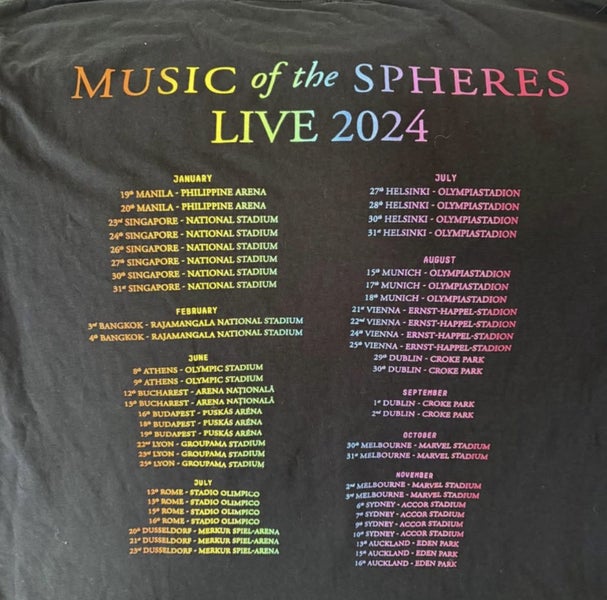 MUSIC of the SPHERES
LIVE 2024
JANUARY
19th MANILA - PHILIPPINE ARENA
20th MANILA - PHILIPPINE ARENA
23rd SINGAPORE - NATIONAL STADIUM
24th SINGAPORE - NATIONAL STADIUM
26th SINGAPORE - NATIONAL STADIUM
27th SINGAPORE - NATIONAL STADIUM
30th SINGAPORE - NATIONAL STADIUM
31st SINGAPORE - NATIONAL STADIUM
FEBRUARY
3rd BANGKOK - RAJAMANGALA NATIONAL STADIUM
4th BANGKOK - RAJAMANGALA NATIONAL STADIUM
JUNE
8th ATHENS - OLYMPIC STADIUM
9th ATHENS - OLYMPIC STADIUM
12th BUCHAREST - ARENA NAȚIONALĂ
13th BUCHAREST - ARENA NAȚIONALĂ
16th BUDAPEST - PUSKÁS ARÉNA
18th BUDAPEST - PUSKÁS ARÉNA
19th BUDAPEST - PUSKÁS ARÉNA
22nd LYON - GROUPAMA STADIUM
23rd LYON - GROUPAMA STADIUM
25th LYON - GROUPAMA STADIUM
JULY
12th ROME - STADIO OLIMPICO
13th ROME - STADIO OLIMPICO
15th ROME - STADIO OLIMPICO
16th ROME - STADIO OLIMPICO
20th DUSSELDORF - MERKUR SPIEL-ARENA
21st DUSSELDORF - MERKUR SPIEL-ARENA
23rd DUSSELDORF - MERKUR SPIEL-ARENA
JULY
27th HELSINKI - OLYMPIASTADION
28th HELSINKI - OLYMPIASTADION
30th HELSINKI - OLYMPIASTADION
31st HELSINKI - OLYMPIASTADION
AUGUST
15th MUNICH - OLYMPIASTADION
17th MUNICH - OLYMPIASTADION
18th MUNICH - OLYMPIASTADION
21st VIENNA - ERNST-HAPPEL-STADION
22nd VIENNA - ERNST-HAPPEL-STADION
24th VIENNA - ERNST-HAPPEL-STADION
25th VIENNA - ERNST-HAPPEL-STADION
29th DUBLIN - CROKE PARK
30th DUBLIN - CROKE PARK
SEPTEMBER
1st DUBLIN - CROKE PARK
2nd DUBLIN - CROKE PARK
OCTOBER
30th MELBOURNE - MARVEL STADIUM
31st MELBOURNE - MARVEL STADIUM
NOVEMBER
2nd MELBOURNE - MARVEL STADIUM
3rd MELBOURNE - MARVEL STADIUM
6th SYDNEY - ACCOR STADIUM
7th SYDNEY - ACCOR STADIUM
9th SYDNEY - ACCOR STADIUM
10th SYDNEY - ACCOR STADIUM
13th AUCKLAND - EDEN PARK
15th AUCKLAND - EDEN PARK
16th AUCKLAND - EDEN PARK